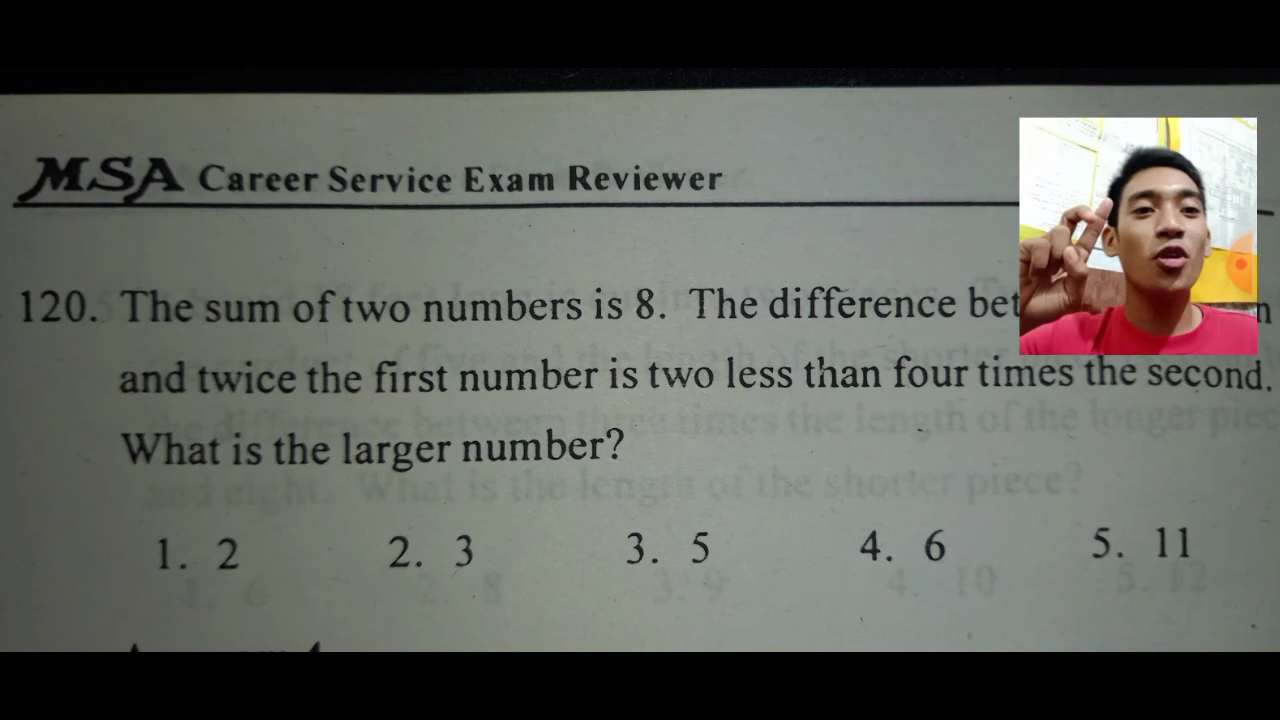 MSA Career Service Exam Reviewer
120. The sum of two numbers is 8. The difference bet
and twice the first number is two less than four times the second.
What is the larger number?
1. 2 2. 3 3. 5 4. 6 5. 11